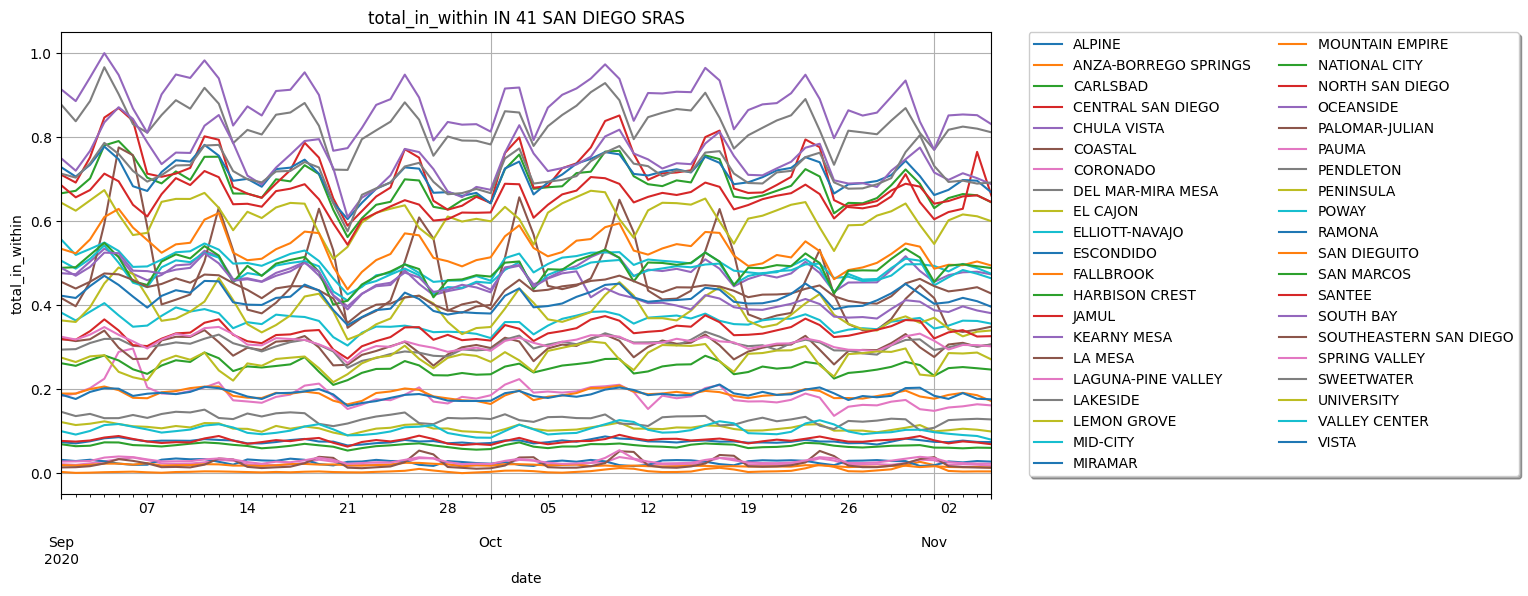 total_in_within IN 41 SAN DIEGO SRAS
total_in_within
1.0
0.8
0.6
0.4
0.2
0.0
07
14
21
28
05
12
19
26
02
Sep
2020
Oct
Nov
date
ALPINE
ANZA-BORREGO SPRINGS
CARLSBAD
CENTRAL SAN DIEGO
CHULA VISTA
COASTAL
CORONADO
DEL MAR-MIRA MESA
EL CAJON
ELLIOTT-NAVAJO
ESCONDIDO
FALLBROOK
HARBISON CREST
JAMUL
KEARNY MESA
LA MESA
LAGUNA-PINE VALLEY
LAKESIDE
LEMON GROVE
MID-CITY
MIRAMAR
MOUNTAIN EMPIRE
NATIONAL CITY
NORTH SAN DIEGO
OCEANSIDE
PALOMAR-JULIAN
PAUMA
PENDLETON
PENINSULA
POWAY
RAMONA
SAN DIEGUITO
SAN MARCOS
SANTEE
SOUTH BAY
SOUTHEASTERN SAN DIEGO
SPRING VALLEY
SWEETWATER
UNIVERSITY
VALLEY CENTER
VISTA